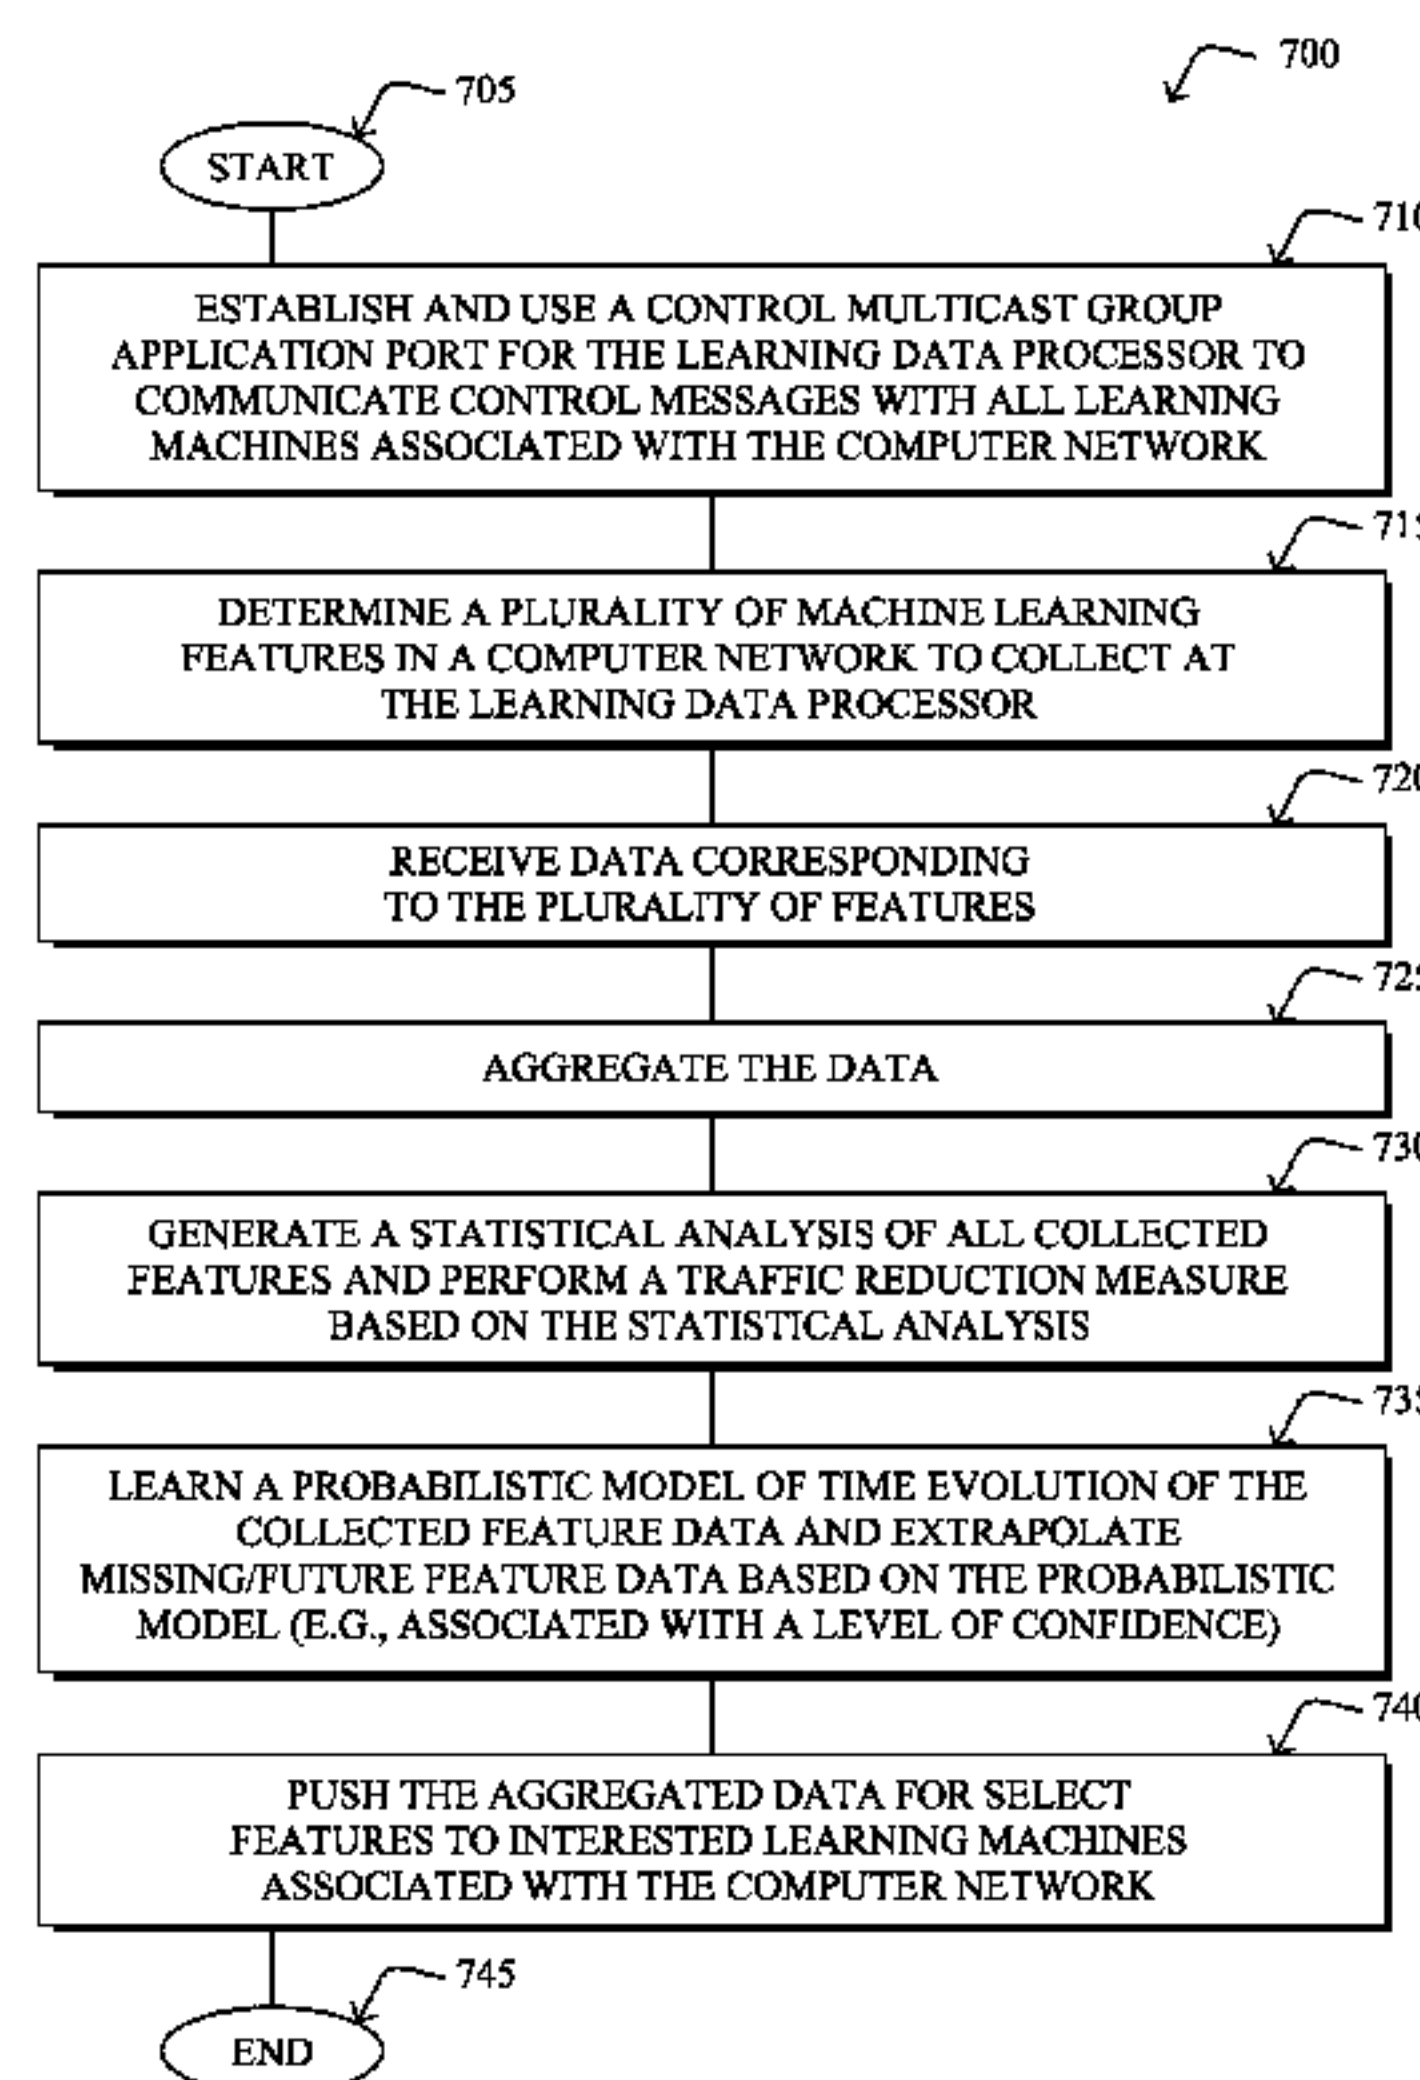 700
705
START
710
ESTABLISH AND USE A CONTROL MULTICAST GROUP
APPLICATION PORT FOR THE LEARNING DATA PROCESSOR TO
COMMUNICATE CONTROL MESSAGES WITH ALL LEARNING
MACHINES ASSOCIATED WITH THE COMPUTER NETWORK
715
DETERMINE A PLURALITY OF MACHINE LEARNING
FEATURES IN A COMPUTER NETWORK TO COLLECT AT
THE LEARNING DATA PROCESSOR
720
RECEIVE DATA CORRESPONDING
TO THE PLURALITY OF FEATURES
725
AGGREGATE THE DATA
730
GENERATE A STATISTICAL ANALYSIS OF ALL COLLECTED
FEATURES AND PERFORM A TRAFFIC REDUCTION MEASURE
BASED ON THE STATISTICAL ANALYSIS
735
LEARN A PROBABILISTIC MODEL OF TIME EVOLUTION OF THE
COLLECTED FEATURE DATA AND EXTRAPOLATE
MISSING/FUTURE FEATURE DATA BASED ON THE PROBABILISTIC
MODEL (E.G., ASSOCIATED WITH A LEVEL OF CONFIDENCE)
740
PUSH THE AGGREGATED DATA FOR SELECT
FEATURES TO INTERESTED LEARNING MACHINES
ASSOCIATED WITH THE COMPUTER NETWORK
745
END